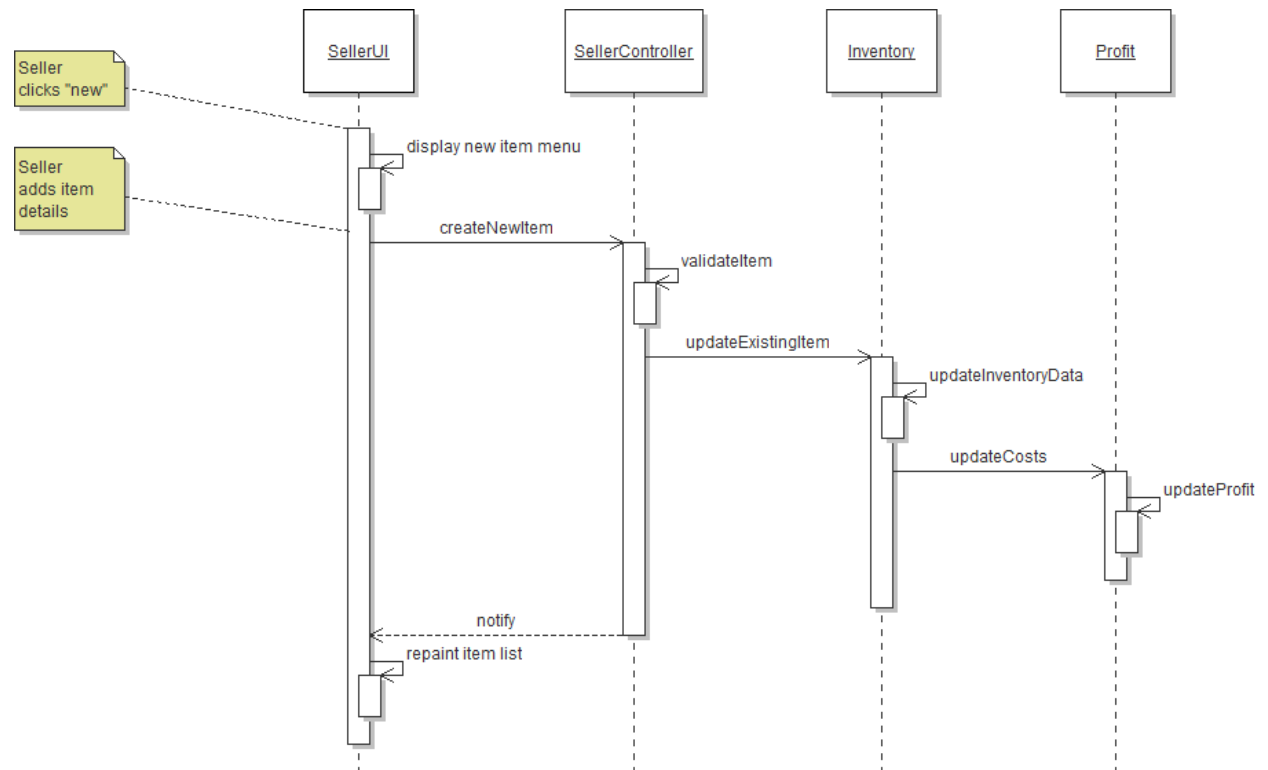 SellerUI
SellerController
Inventory
Profit
Seller
clicks "new"
display new item menu
Seller
adds item
details
createNewItem
validateItem
updateExistingItem
updateInventoryData
updateCosts
updateProfit
notify
repaint item list